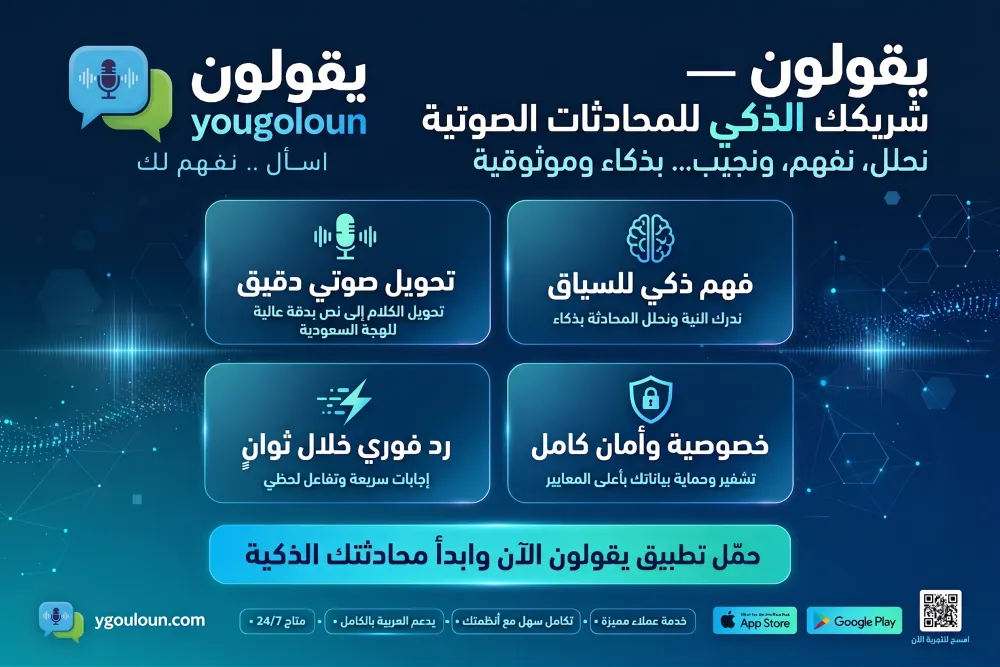 يقولون —
شريكك الذكي للمحادثات الصوتية
نحلل، نفهم، ونجيب... بذكاء وموثوقية
يقولون
yougoloun
اسـأل .. نـفـهم لك
فهم ذكي للسياق
ندرك النية ونحلل المحادثة بذكاء
تحويل صوتي دقيق
تحويل الكلام إلى نص بدقة عالية
للهجة السعودية
خصوصية وأمان كامل
تشفير وحماية بياناتك بأعلى المعايير
رد فوري خلال ثوانٍ
إجابات سريعة وتفاعل لحظي
حمّل تطبيق يقولون الآن وابدأ محادثتك الذكية
ygouloun.com
خدمة عملاء مميزة •
تكامل سهل مع أنظمتك •
يدعم العربية بالكامل •
متاح 24/7 •
App Store
Google Play
امسح للتجربة الآن